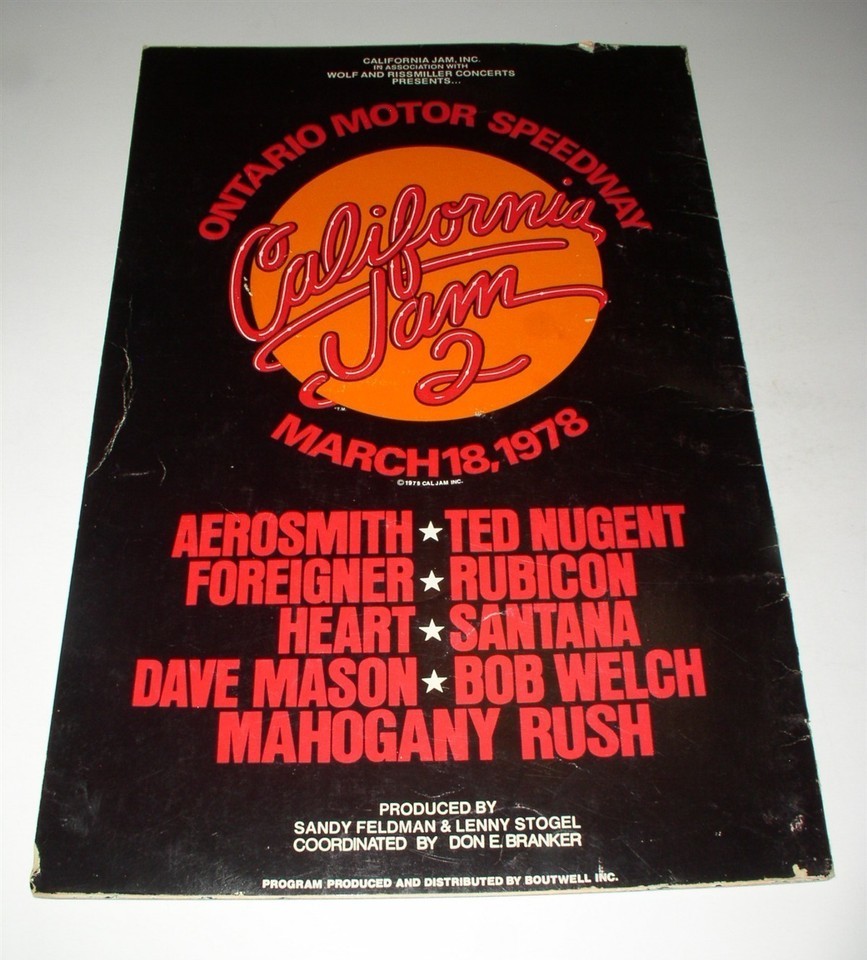 CALIFORNIA JAM, INC.
IN ASSOCIATION WITH
WOLF AND RISSMILLER CONCERTS
PRESENTS...
ONTARIO MOTOR SPEEDWAY
California
Jam
2
T.M.
MARCH 18, 1978
©1978 CAL JAM INC.
AEROSMITH ★ TED NUGENT
FOREIGNER ★ RUBICON
HEART ★ SANTANA
DAVE MASON ★ BOB WELCH
MAHOGANY RUSH
PRODUCED BY
SANDY FELDMAN & LENNY STOGEL
COORDINATED BY DON E. BRANKER
PROGRAM PRODUCED AND DISTRIBUTED BY BOUTWELL INC.